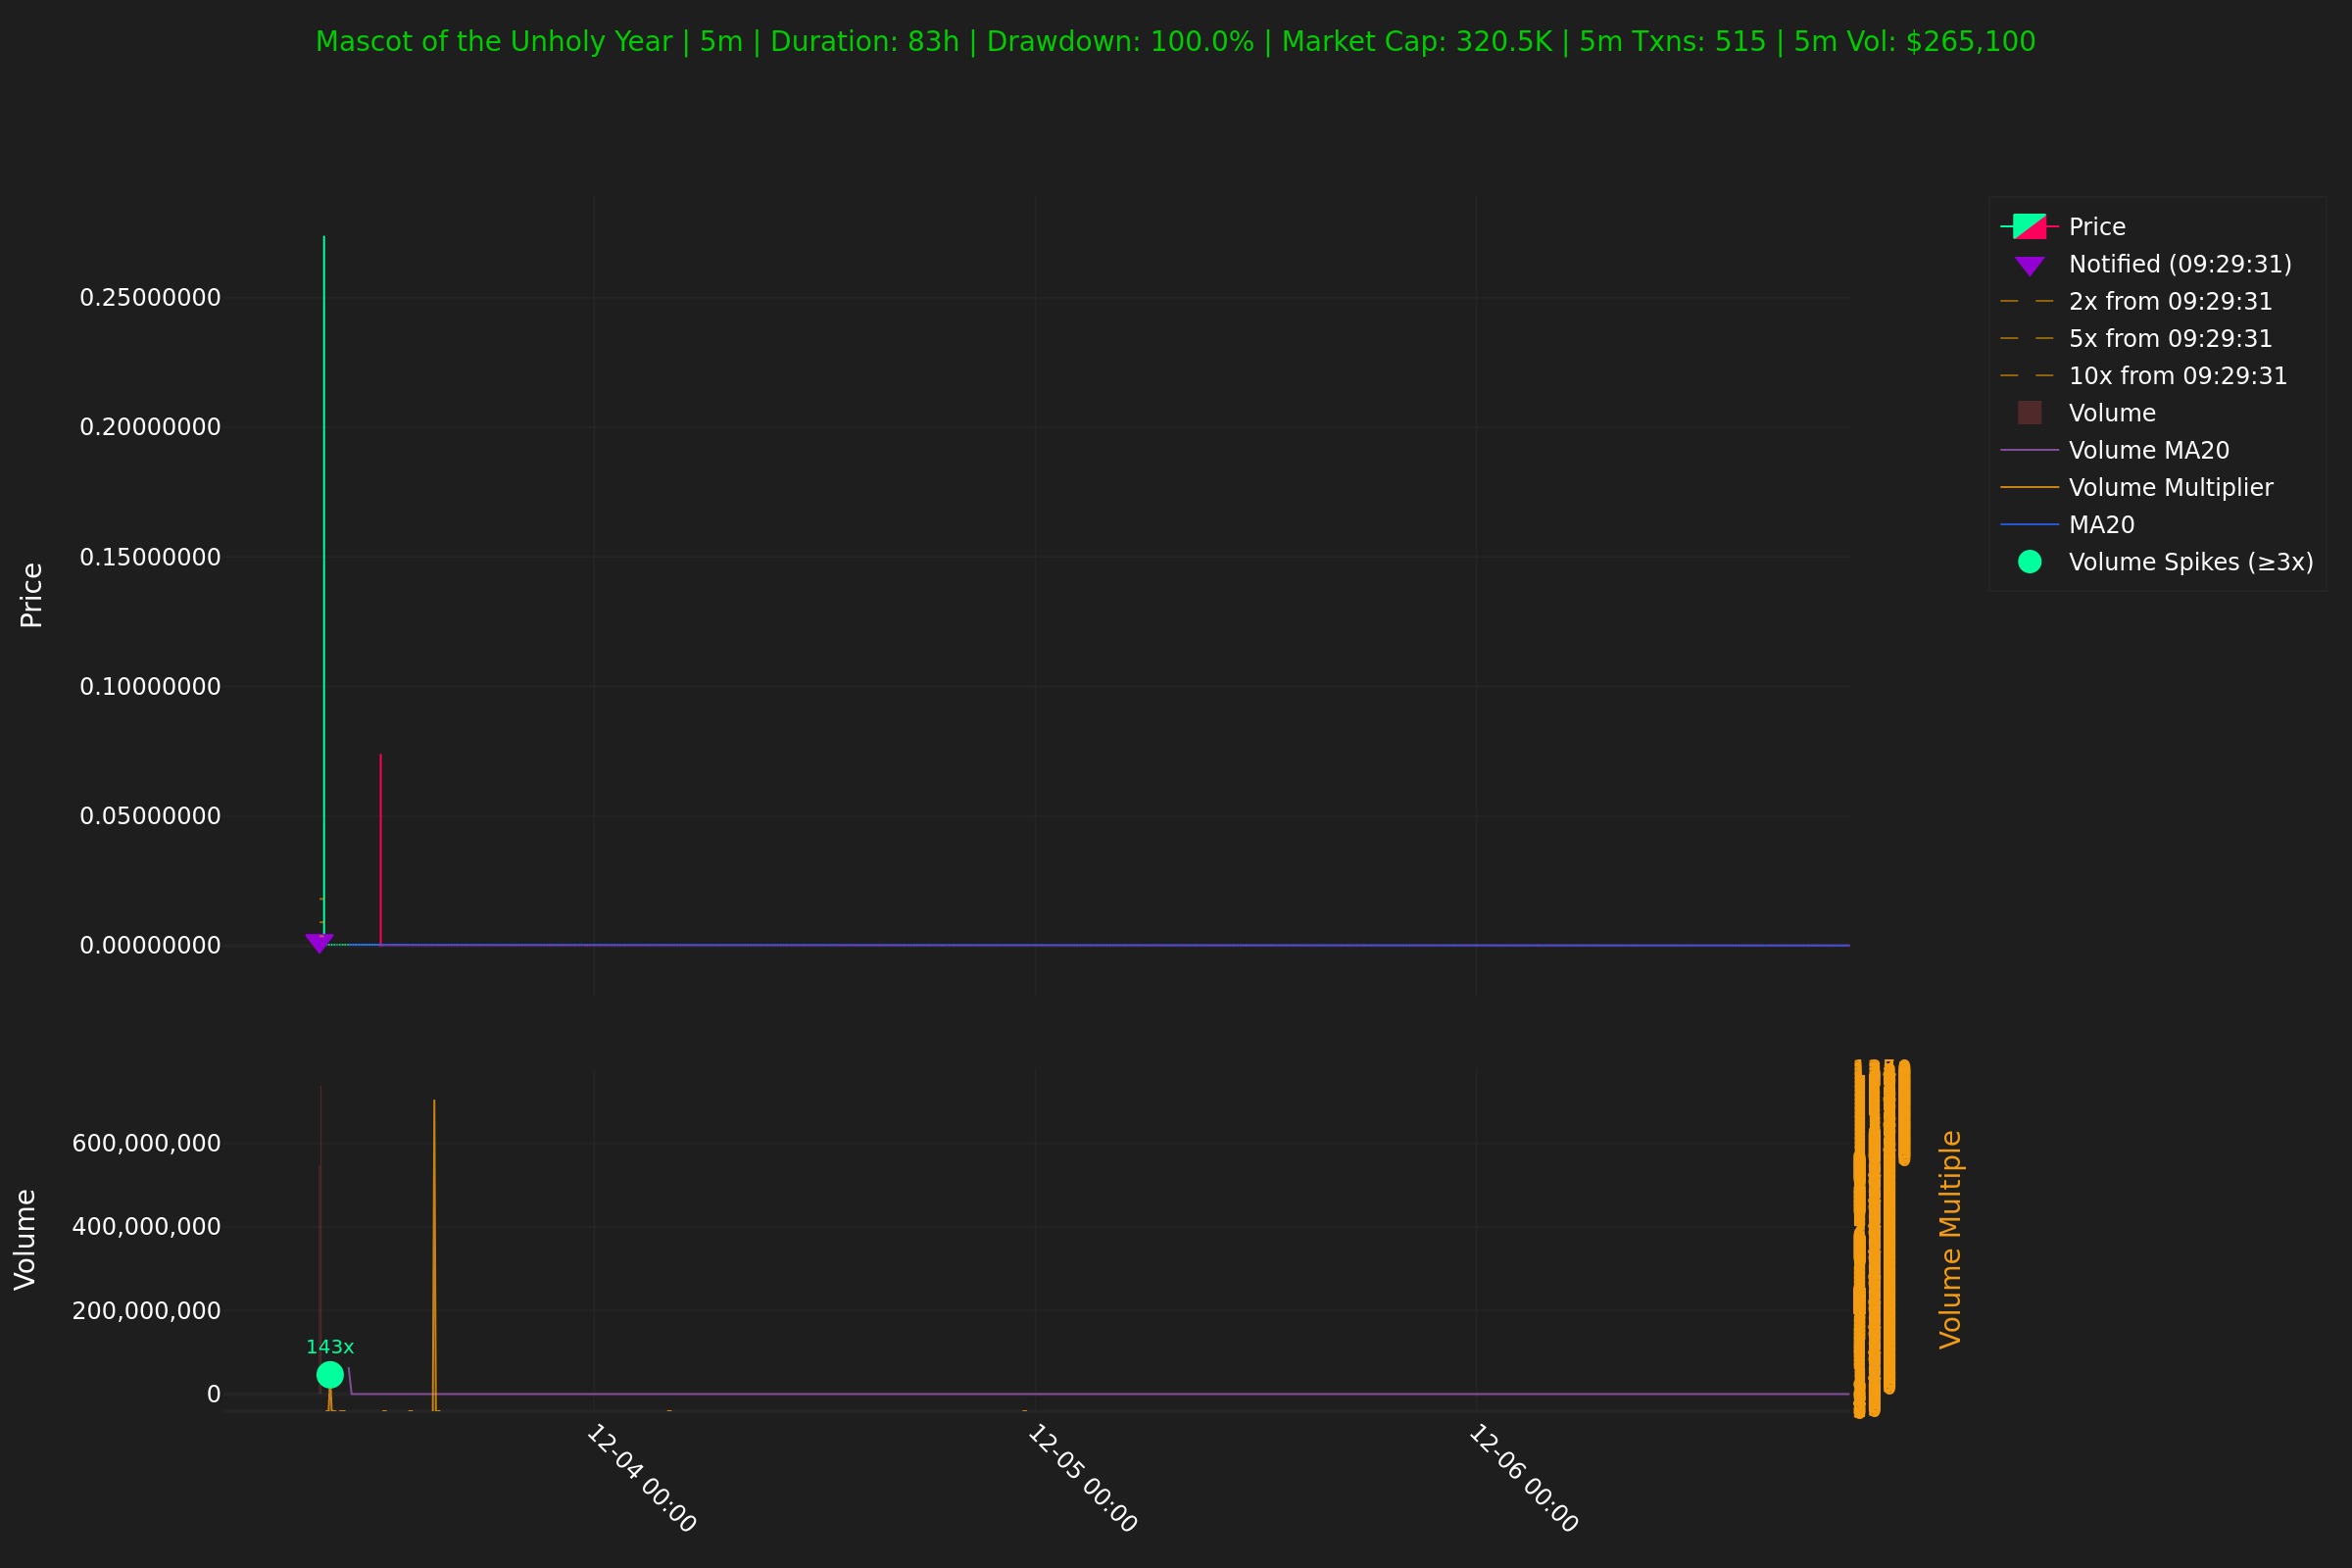 Mascot of the Unholy Year | 5m | Duration: 83h | Drawdown: 100.0% | Market Cap: 320.5K | 5m Txns: 515 | 5m Vol: $265,100
Price
0.25000000
0.20000000
0.15000000
0.10000000
0.05000000
0.00000000
Price
Notified (09:29:31)
2x from 09:29:31
5x from 09:29:31
10x from 09:29:31
Volume
Volume MA20
Volume Multiplier
MA20
Volume Spikes (≥3x)
Volume
600,000,000
400,000,000
200,000,000
0
143x
Volume Multiple
12-04 00:00
12-05 00:00
12-06 00:00